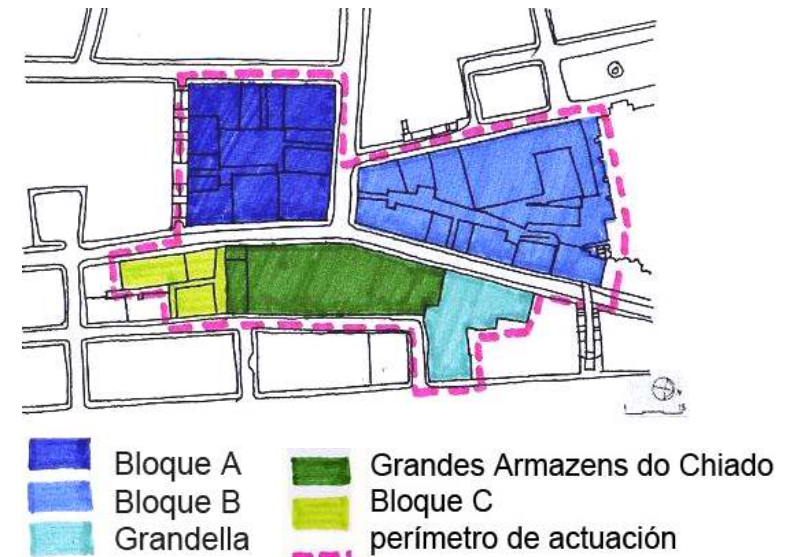 Bloque A
Bloque B
Grandella
Grandes Armazens do Chiado
Bloque C
perímetro de actuación